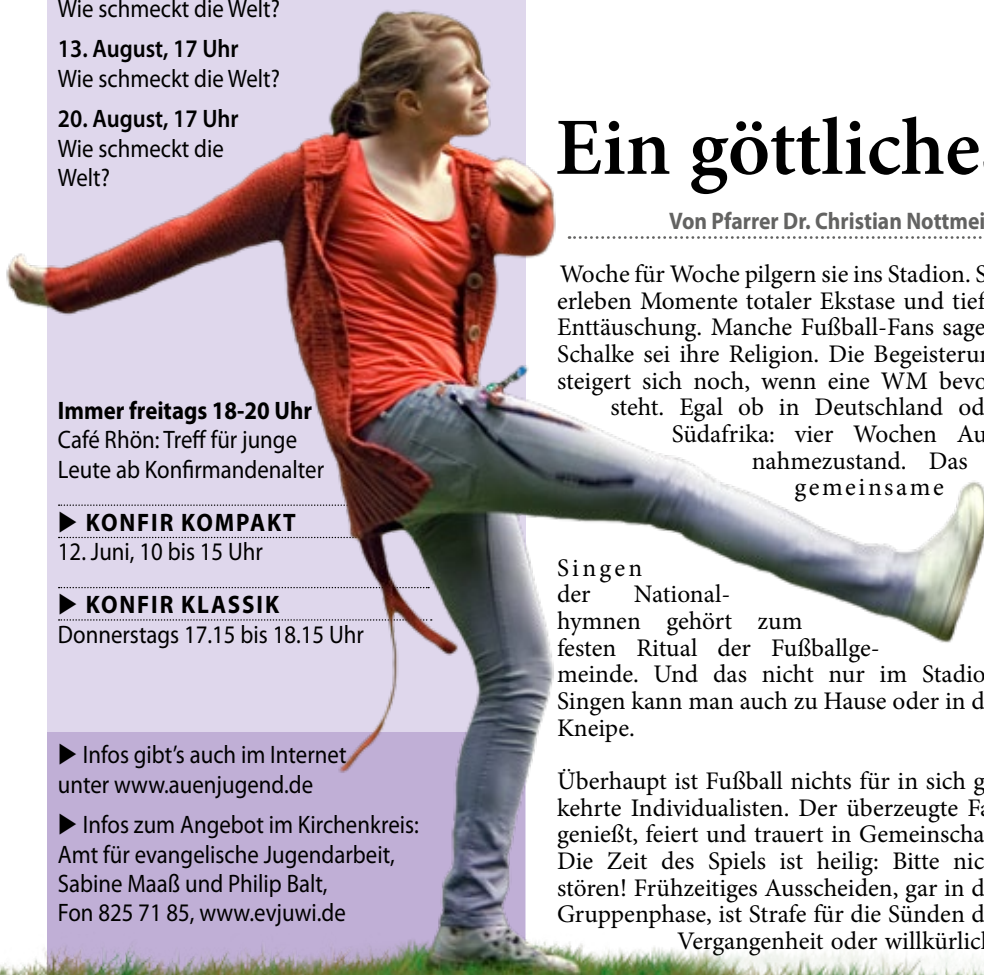 Wie schmeckt die Welt?
13. August, 17 Uhr
Wie schmeckt die Welt?
20. August, 17 Uhr
Wie schmeckt die
Welt?
Immer freitags 18-20 Uhr
Café Rhön: Treff für junge
Leute ab Konfirmandenalter
▶ KONFIR KOMPAKT
12. Juni, 10 bis 15 Uhr
▶ KONFIR KLASSIK
Donnerstags 17.15 bis 18.15 Uhr
▶ Infos gibt's auch im Internet
unter www.auenjugend.de
▶ Infos zum Angebot im Kirchenkreis:
Amt für evangelische Jugendarbeit,
Sabine Maaß und Philip Balt,
Fon 825 71 85, www.evjuwi.de
Ein göttliches
Von Pfarrer Dr. Christian Nottmei
Woche für Woche pilgern sie ins Stadion. S
erleben Momente totaler Ekstase und tief
Enttäuschung. Manche Fußball-Fans sage
Schalke sei ihre Religion. Die Begeisterun
steigert sich noch, wenn eine WM bevo
steht. Egal ob in Deutschland od
Südafrika: vier Wochen Au
nahmezustand. Das
gemeinsame
Singen
der National-
hymnen gehört zum
festen Ritual der Fußballge-
meinde. Und das nicht nur im Stadio
Singen kann man auch zu Hause oder in d
Kneipe.
Überhaupt ist Fußball nichts für in sich g
kehrte Individualisten. Der überzeugte Fa
genießt, feiert und trauert in Gemeinscha
Die Zeit des Spiels ist heilig: Bitte nic
stören! Frühzeitiges Ausscheiden, gar in d
Gruppenphase, ist Strafe für die Sünden d
Vergangenheit oder willkürlich